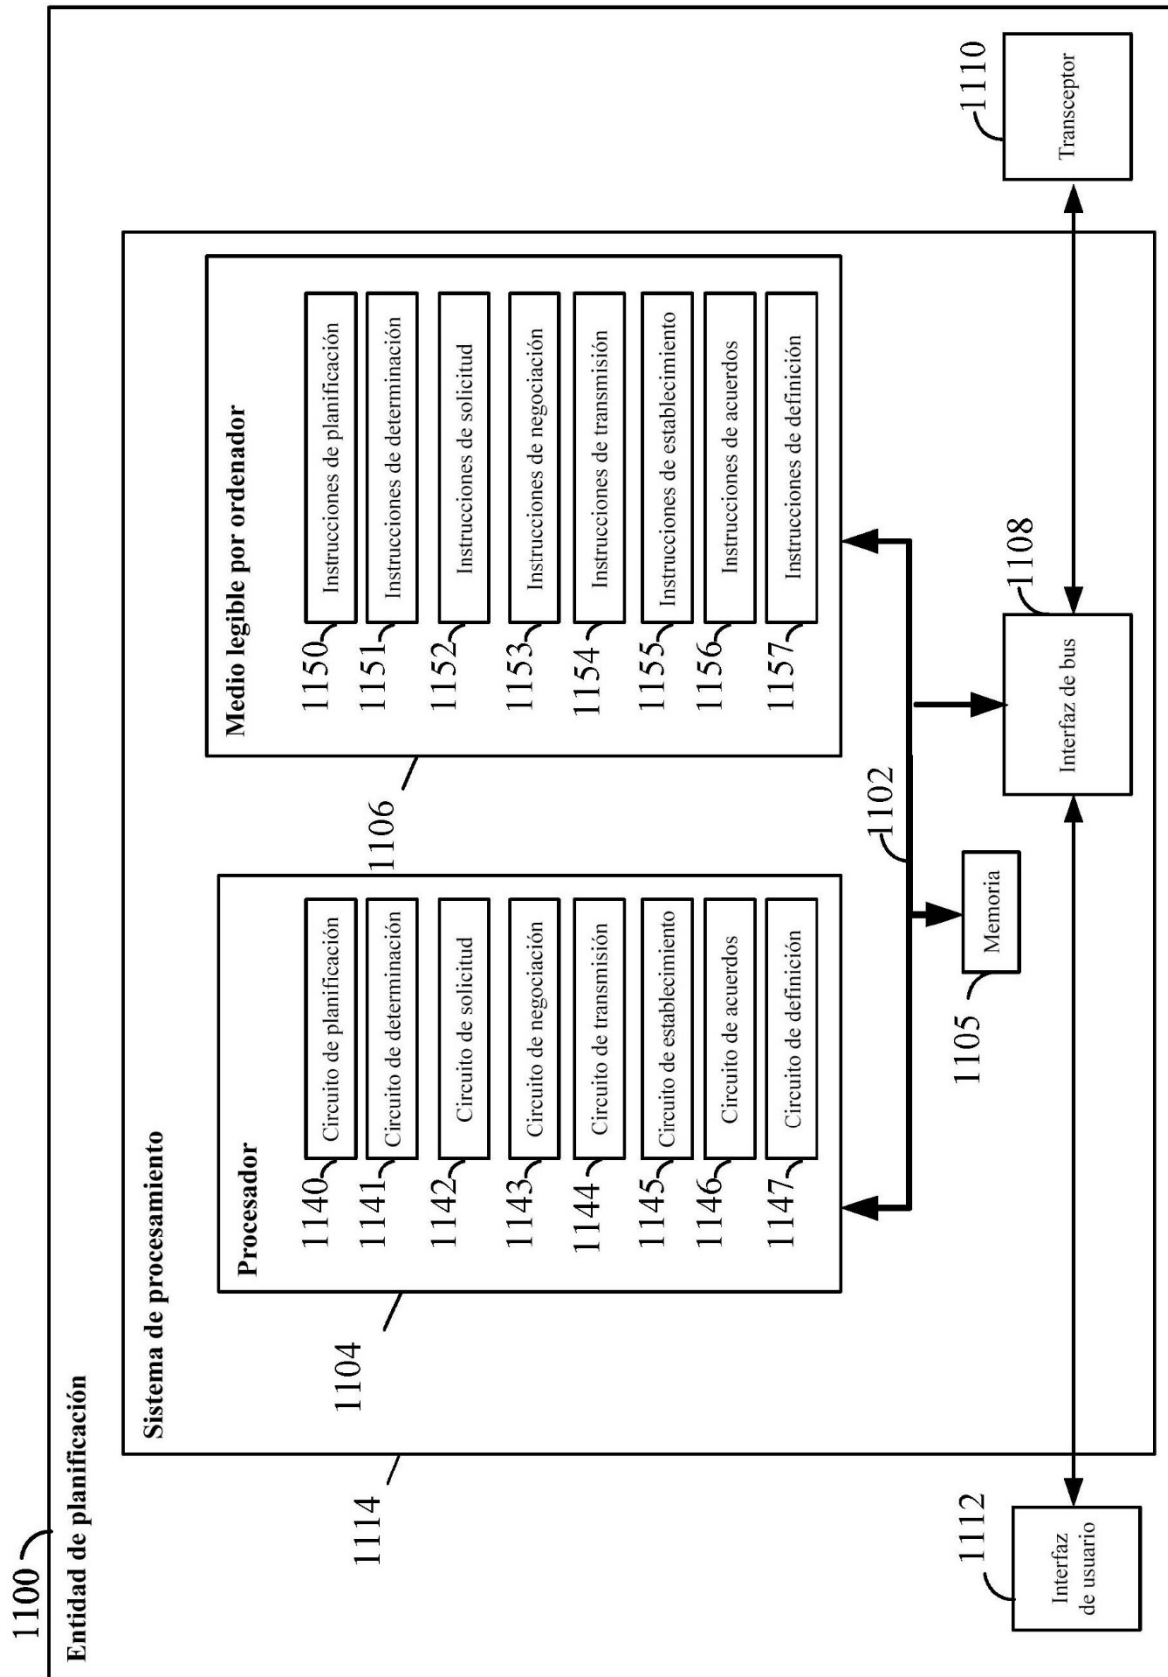 1100
Entidad de planificación
1114
Sistema de procesamiento
1104
Procesador
1140
Circuito de planificación
1141
Circuito de determinación
1142
Circuito de solicitud
1143
Circuito de negociación
1144
Circuito de transmisión
1145
Circuito de establecimiento
1146
Circuito de acuerdos
1147
Circuito de definición
1106
Medio legible por ordenador
1150
Instrucciones de planificación
1151
Instrucciones de determinación
1152
Instrucciones de solicitud
1153
Instrucciones de negociación
1154
Instrucciones de transmisión
1155
Instrucciones de establecimiento
1156
Instrucciones de acuerdos
1157
Instrucciones de definición
1102
1105
Memoria
1112
Interfaz
de usuario
1108
Interfaz de bus
1110
Transceptor